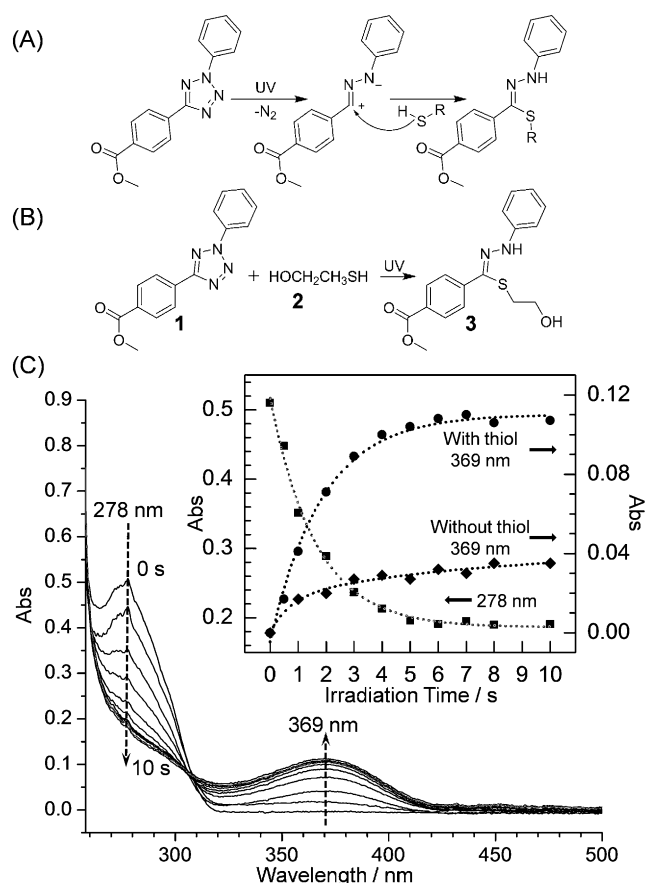 (A)
N
N
N
N
UV
-N2
N
N
−
+
H
S
R
N
NH
S
R
O
O
O
O
O
O
(B)
N
N
N
N
O
O
1
+
HOCH2CH3SH
2
UV
N
NH
S
OH
O
O
3
(C)
0.9
0.8
0.7
0.6
0.5
0.4
0.3
0.2
0.1
0.0
Abs
278 nm
0 s
10 s
369 nm
300
350
400
450
500
Wavelength / nm
0.5
0.4
0.3
0.2
Abs
0.12
0.08
0.04
0.00
Abs
With thiol
369 nm
Without thiol
369 nm
278 nm
0 1 2 3 4 5 6 7 8 9 10
Irradiation Time / s